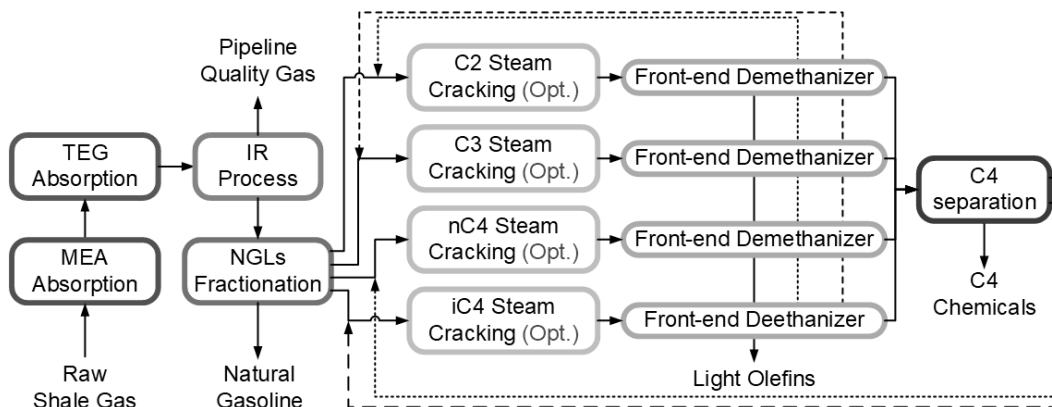 Pipeline
Quality Gas
TEG
Absorption
IR
Process
MEA
Absorption
NGLs
Fractionation
Raw
Shale Gas
Natural
Gasoline
C2 Steam
Cracking (Opt.)
Front-end Demethanizer
C3 Steam
Cracking (Opt.)
Front-end Demethanizer
nC4 Steam
Cracking (Opt.)
Front-end Demethanizer
iC4 Steam
Cracking (Opt.)
Front-end Deethanizer
Light Olefins
C4
separation
C4
Chemicals